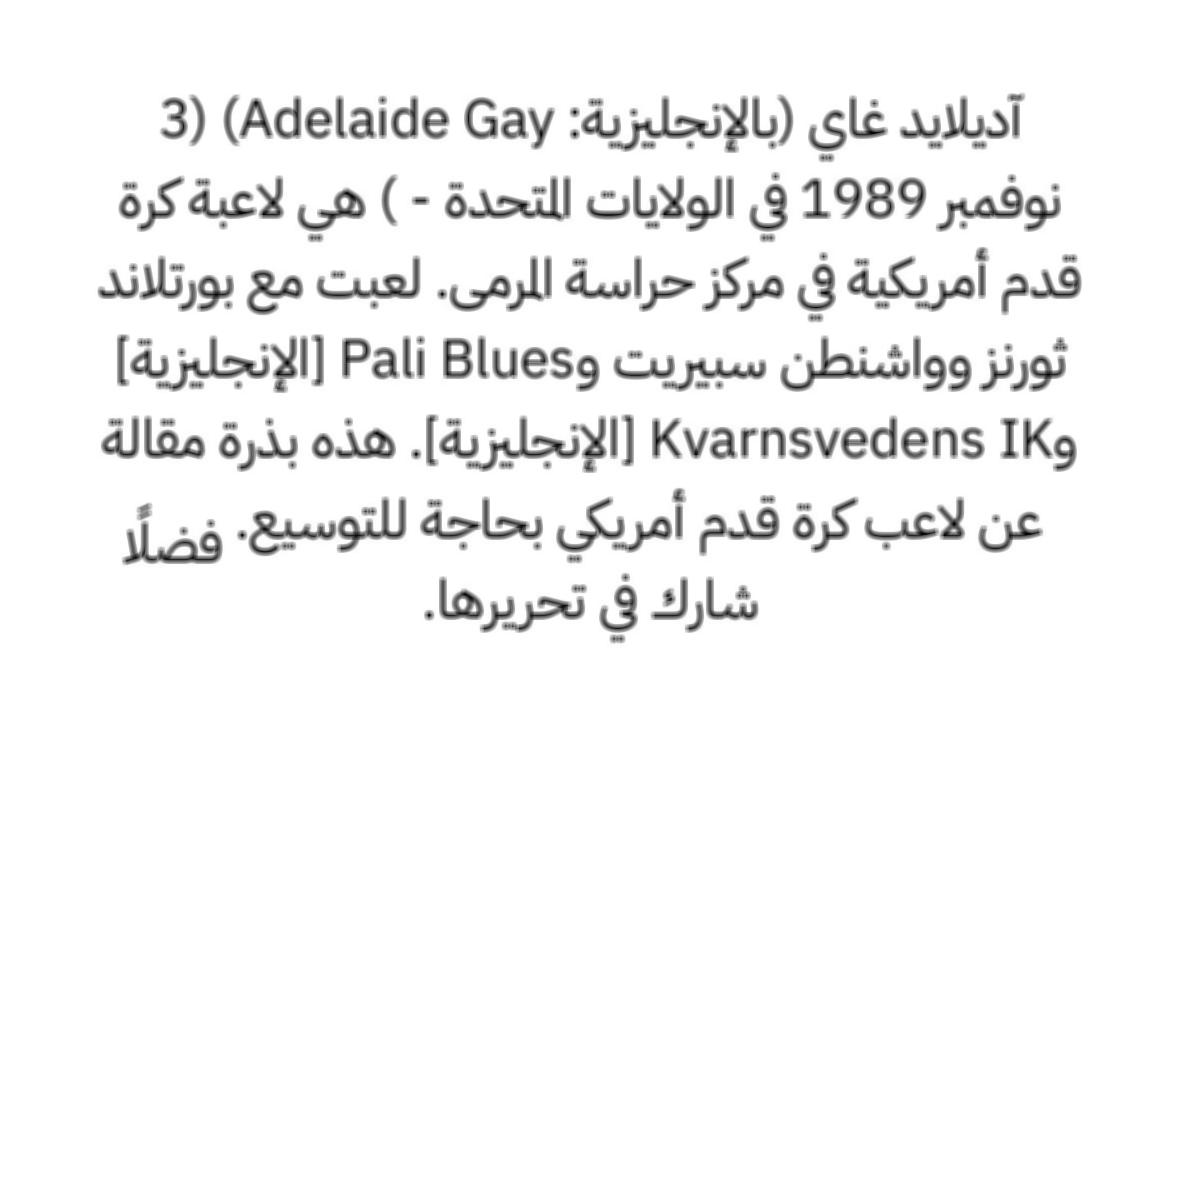 آديلايد غاي (بالإنجليزية: Adelaide Gay) (3
نوفمبر 1989 في الولايات المتحدة - ) هي لاعبة كرة
قدم أمريكية في مركز حراسة المرمى. لعبت مع بورتلاند
ثورنز وواشنطن سبيريت وPali Blues [الإنجليزية]
وKvarnsvedens IK [الإنجليزية]. هذه بذرة مقالة
عن لاعب كرة قدم أمريكي بحاجة للتوسيع. فضلًا
شارك في تحريرها.